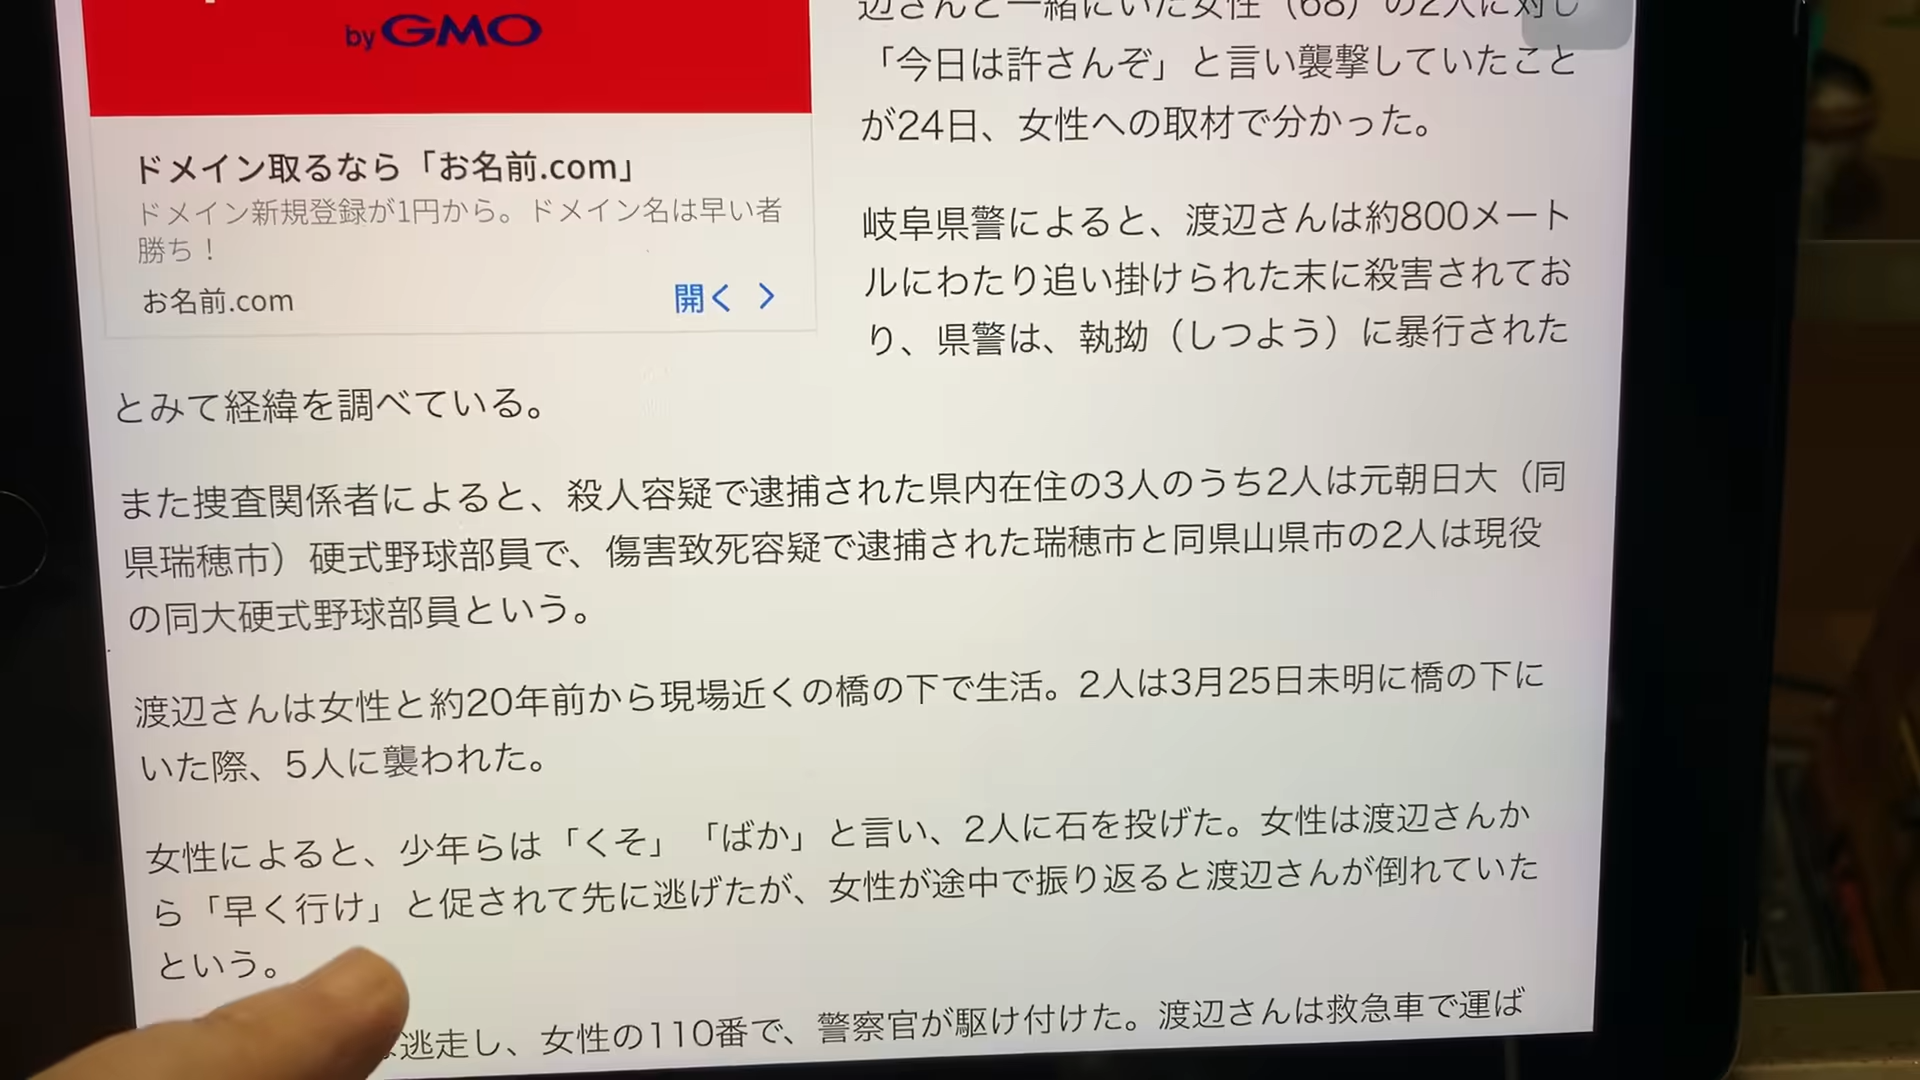 by GMO
ドメイン取るなら「お名前.com」
ドメイン新規登録が1円から。ドメイン名は早い者
勝ち！
お名前.com
開く >
辺さんと一緒にいた女性（68）の2人に対し
「今日は許さんぞ」と言い襲撃していたこと
が24日、女性への取材で分かった。
岐阜県警によると、渡辺さんは約800メート
ルにわたり追い掛けられた末に殺害されてお
り、県警は、執拗（しつよう）に暴行された
とみて経緯を調べている。
また捜査関係者によると、殺人容疑で逮捕された県内在住の3人のうち2人は元朝日大（同
県瑞穂市）硬式野球部員で、傷害致死容疑で逮捕された瑞穂市と同県山県市の2人は現役
の同大硬式野球部員という。
渡辺さんは女性と約20年前から現場近くの橋の下で生活。2人は3月25日未明に橋の下に
いた際、5人に襲われた。
女性によると、少年らは「くそ」「ばか」と言い、2人に石を投げた。女性は渡辺さんか
ら「早く行け」と促されて先に逃げたが、女性が途中で振り返ると渡辺さんが倒れていた
という。
逃走し、女性の110番で、警察官が駆け付けた。渡辺さんは救急車で運ば